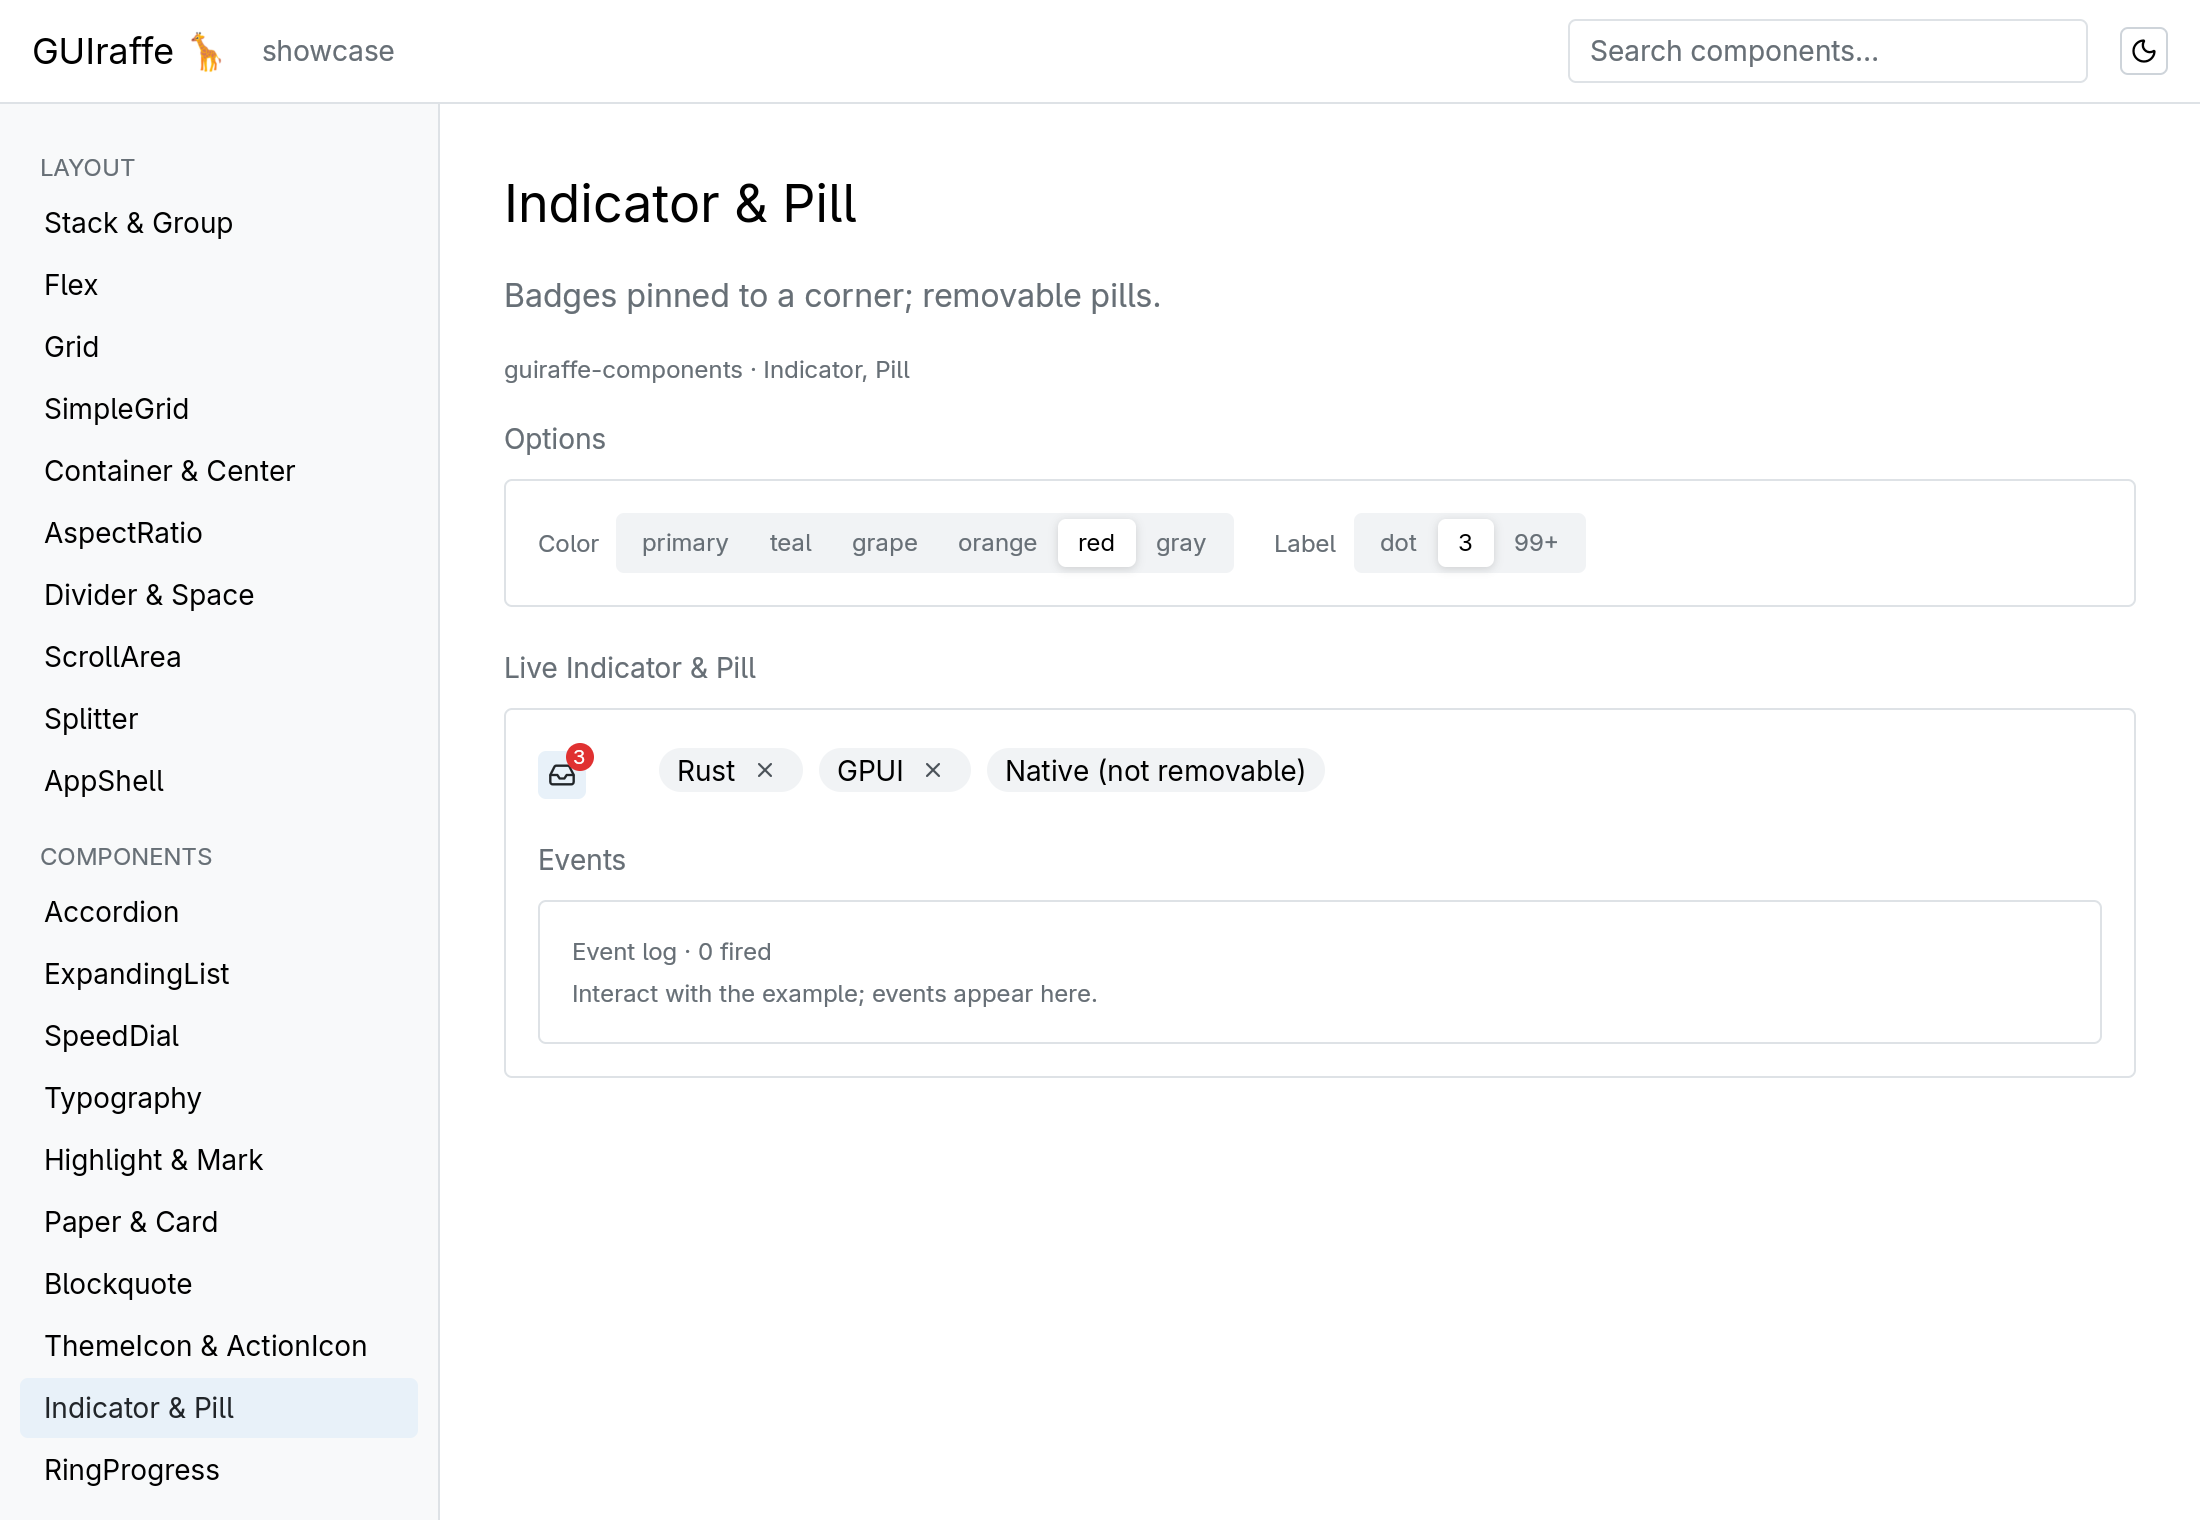 GUIraffe 🦒 showcase Search components...
LAYOUT
Stack & Group
Flex
Grid
SimpleGrid
Container & Center
AspectRatio
Divider & Space
ScrollArea
Splitter
AppShell
COMPONENTS
Accordion
ExpandingList
SpeedDial
Typography
Highlight & Mark
Paper & Card
Blockquote
ThemeIcon & ActionIcon
Indicator & Pill
RingProgress
Indicator & Pill
Badges pinned to a corner; removable pills.
guiraffe-components · Indicator, Pill
Options
Color primary teal grape orange red gray Label dot 3 99+
Live Indicator & Pill
3 Rust × GPUI × Native (not removable)
Events
Event log · 0 fired
Interact with the example; events appear here.